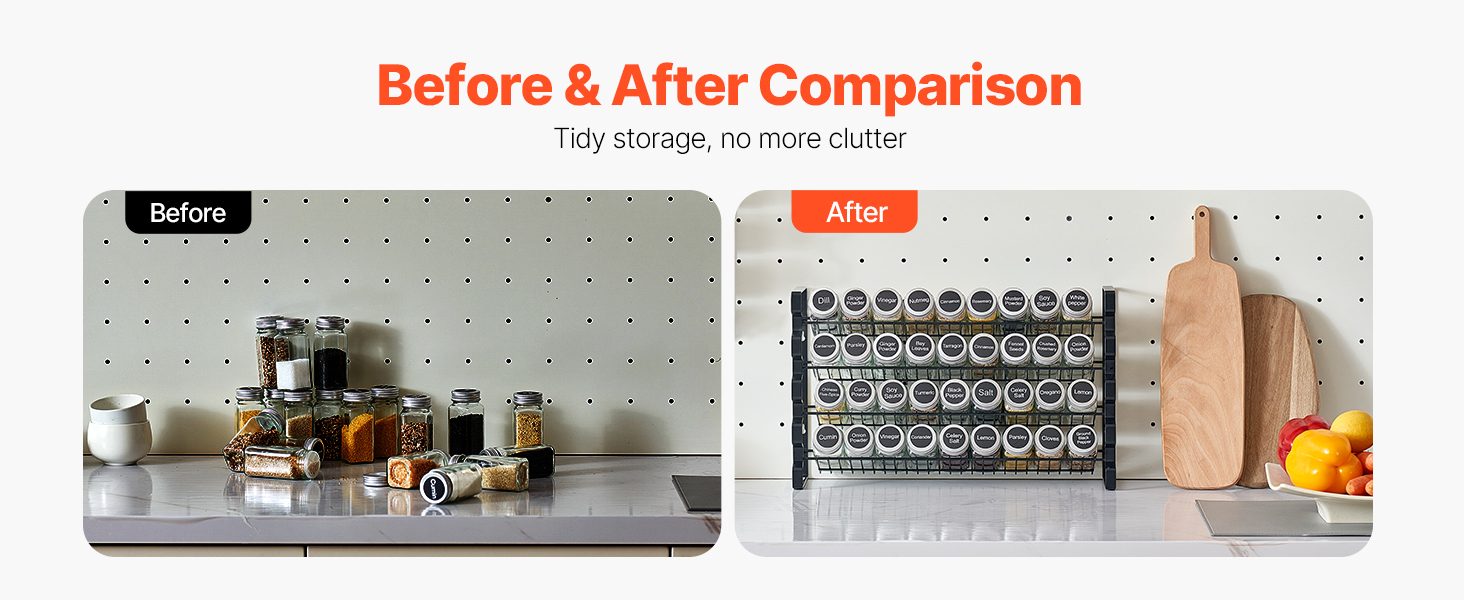 Before & After Comparison
Tidy storage, no more clutter
Before
After
Dill
Ginger
Powder
Vinegar
Nutmeg
Cinnamon
Rosemary
Mustard
Powder
Soy
Sauce
White
pepper
Cardamom
Parsley
Ginger
Powder
Bay
Leaves
Tarragon
Cinnamon
Fennel
Seeds
Crushed
Rosemary
Onion
Powder
Chinese
Five-Spice
Curry
Powder
Soy
Sauce
Turmeric
Black
Pepper
Salt
Celery
Salt
Oregano
Lemon
Cumin
Onion
Powder
Vinegar
Coriander
Celery
Salt
Lemon
Parsley
Cloves
Ground
Black
Pepper